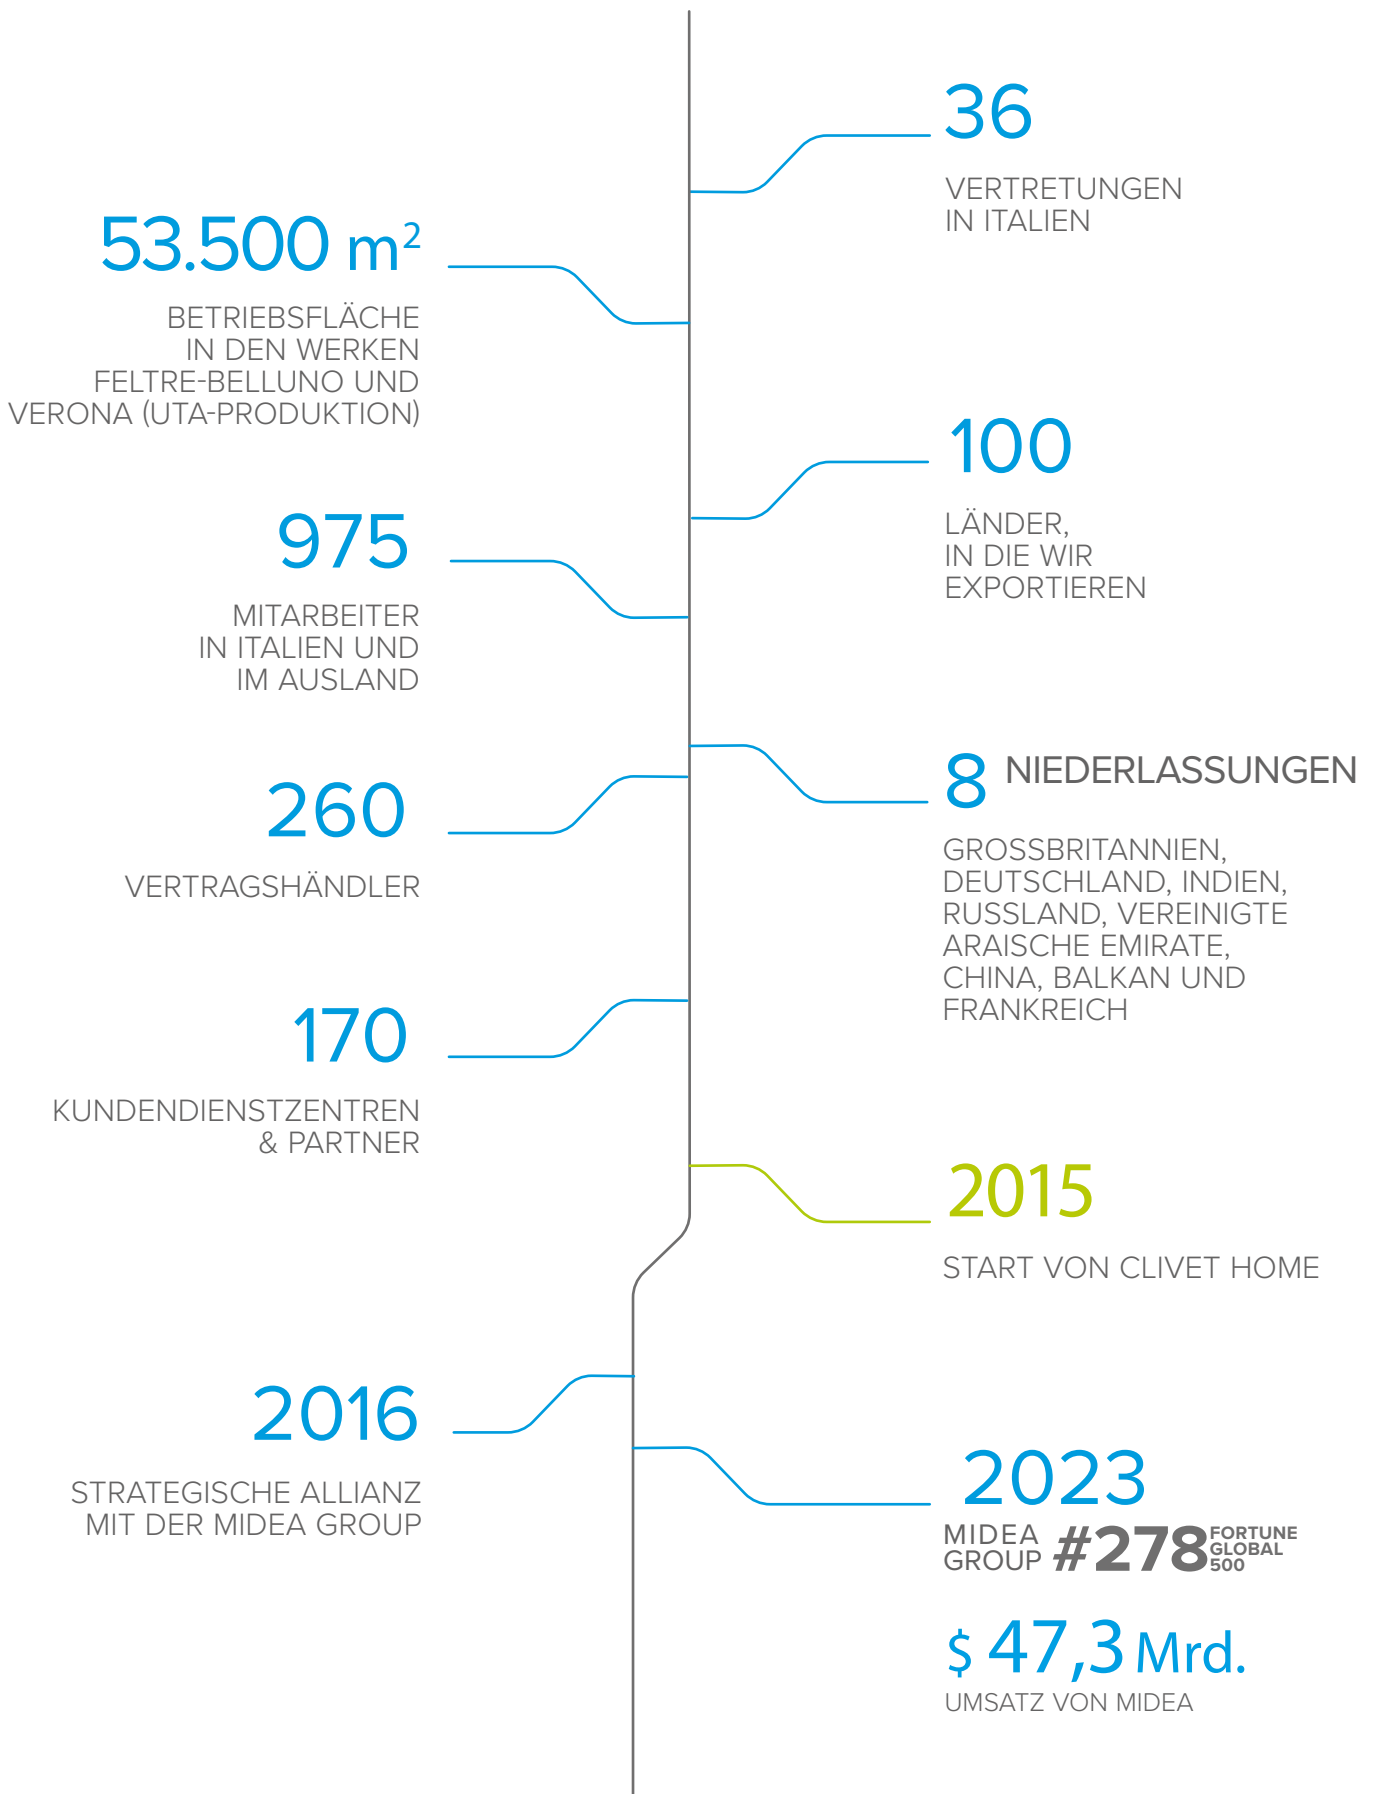 36
VERTRETUNGEN
IN ITALIEN
53.500 m²
BETRIEBSFLÄCHE
IN DEN WERKEN
FELTRE-BELLUNO UND
VERONA (UTA-PRODUKTION)
100
LÄNDER,
IN DIE WIR
EXPORTIEREN
975
MITARBEITER
IN ITALIEN UND
IM AUSLAND
8 NIEDERLASSUNGEN
GROSSBRITANNIEN,
DEUTSCHLAND, INDIEN,
RUSSLAND, VEREINIGTE
ARAISCHE EMIRATE,
CHINA, BALKAN UND
FRANKREICH
260
VERTRAGSHÄNDLER
170
KUNDENDIENSTZENTREN
& PARTNER
2015
START VON CLIVET HOME
2016
STRATEGISCHE ALLIANZ
MIT DER MIDEA GROUP
2023
MIDEA
GROUP #278
FORTUNE
GLOBAL
500
$ 47,3 Mrd.
UMSATZ VON MIDEA